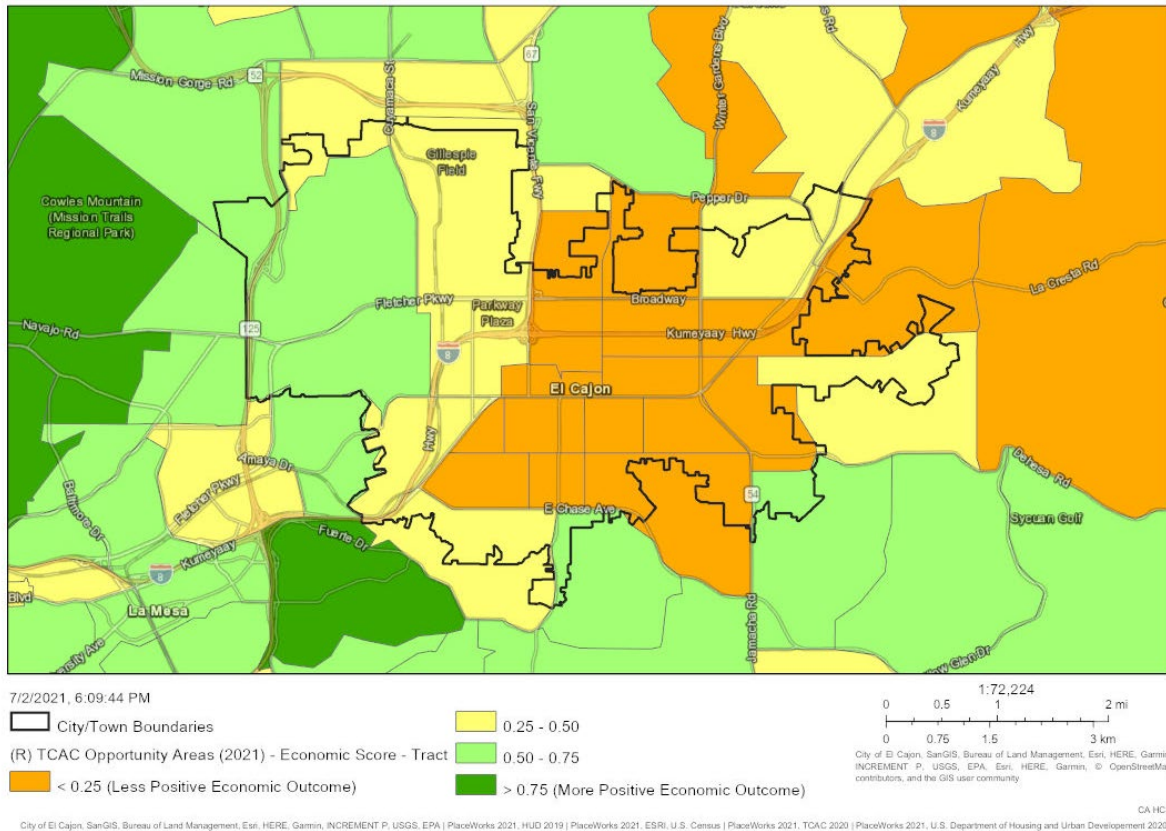 Mission Gorge Rd
52
Cuyamaca St
67
San Vicente Fwy
Winter Gardens Blvd
Kumeyaay Hwy
8
Gillespie
Field
Cowles Mountain
(Mission Trails
Regional Park)
Pepper Dr
La Cresta Rd
Fletcher Pkwy
Parkway
Plaza
Broadway
Navajo Rd
125
Kumeyaay Hwy
8
El Cajon
Hwy
Amaya Dr
Fletcher Pkwy
Baltimore Dr
E Chase Ave
54
Dehesa Rd
Sycuan Golf
Fuerte Dr
Kumeyaay
8
Blvd
La Mesa
Jamacha Rd
7/2/2021, 6:09:44 PM
City/Town Boundaries
(R) TCAC Opportunity Areas (2021) - Economic Score - Tract
< 0.25 (Less Positive Economic Outcome)
0.25 - 0.50
0.50 - 0.75
> 0.75 (More Positive Economic Outcome)
1:72,224
0 0.5 1 2 mi
0 0.75 1.5 3 km
City of El Cajon, SanGIS, Bureau of Land Management, Esri, HERE, Garmin,
INCREMENT P, USGS, EPA, Esri, HERE, Garmin, © OpenStreetMap
contributors, and the GIS user community
CA HC
City of El Cajon, SanGIS, Bureau of Land Management, Esri, HERE, Garmin, INCREMENT P, USGS, EPA | PlaceWorks 2021, HUD 2019 | PlaceWorks 2021, ESRI, U.S. Census | PlaceWorks 2021, TCAC 2020 | PlaceWorks 2021, U.S. Department of Housing and Urban Developement 2020